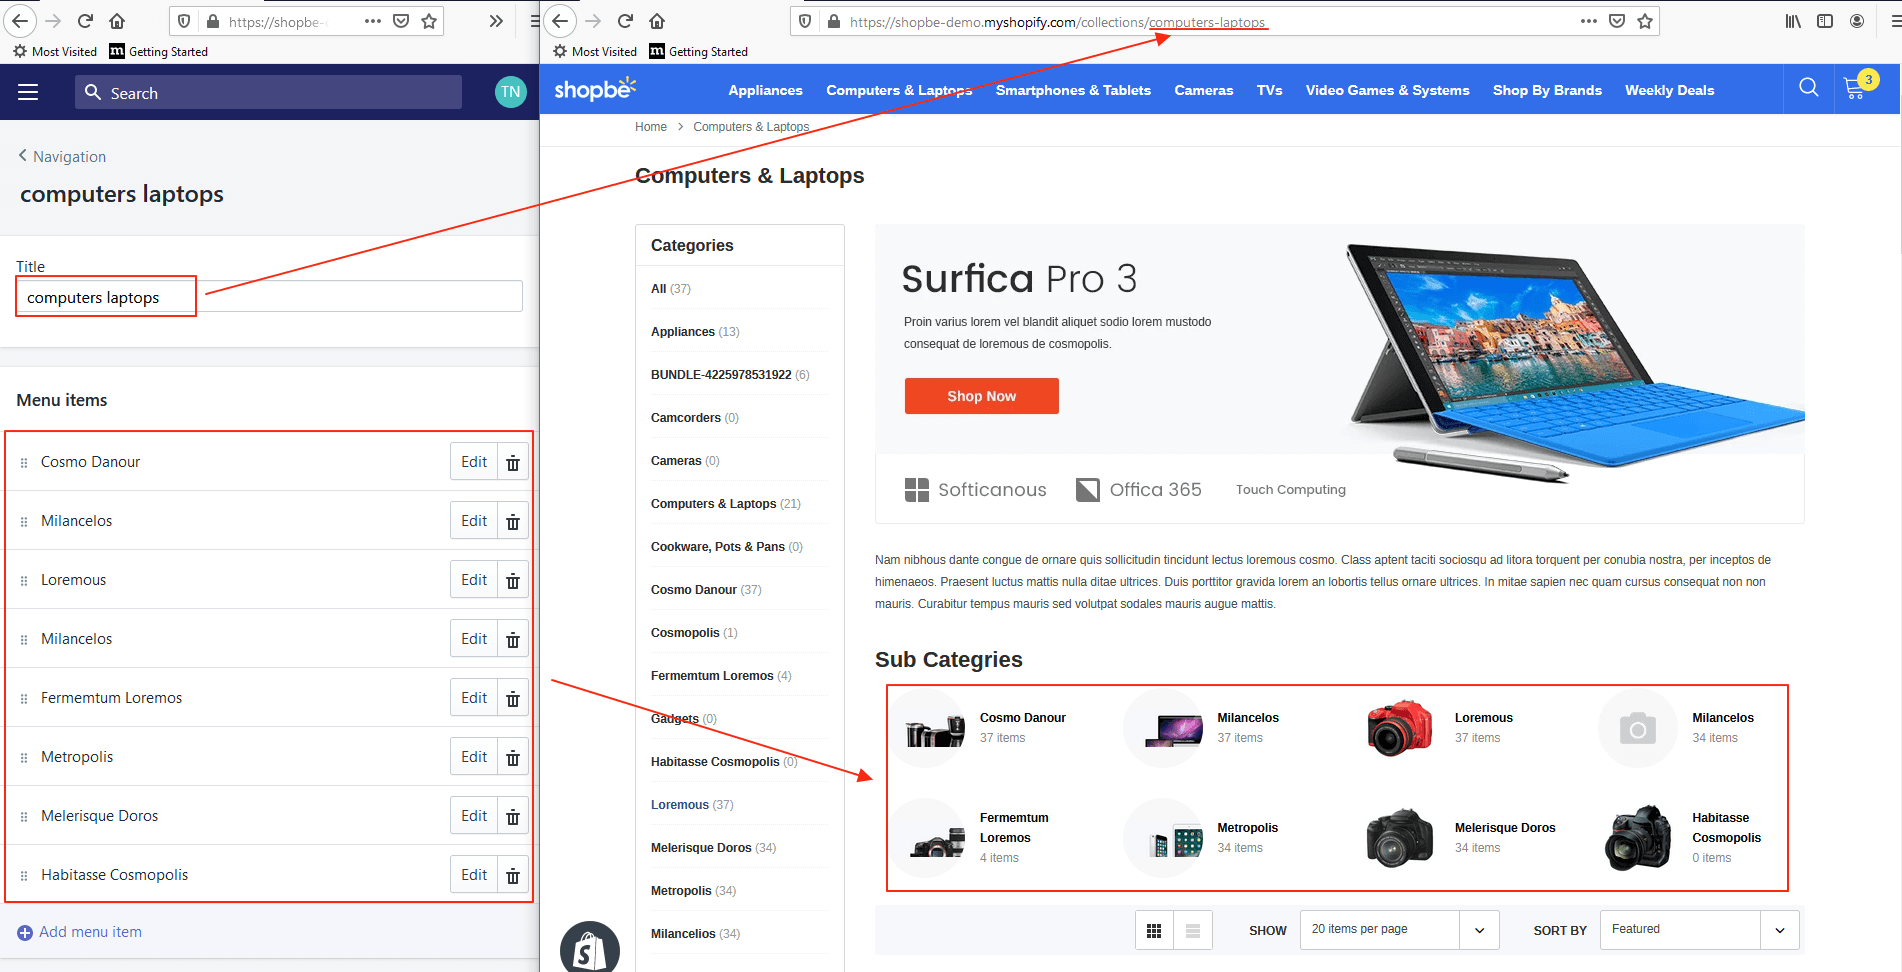 https://shopbe-
Most Visited
m
Getting Started
Search
TN
Navigation
computers laptops
Title
computers laptops
Menu items
Cosmo Danour
Edit
Milancelos
Edit
Loremous
Edit
Milancelos
Edit
Fermemtum Loremos
Edit
Metropolis
Edit
Melerisque Doros
Edit
Habitasse Cosmopolis
Edit
Add menu item
https://shopbe-demo.myshopify.com/collections/computers-laptops
Most Visited
m
Getting Started
shopbe
Appliances
Computers & Laptops
Smartphones & Tablets
Cameras
TVs
Video Games & Systems
Shop By Brands
Weekly Deals
3
Home
Computers & Laptops
Computers & Laptops
Categories
All (37)
Appliances (13)
BUNDLE-4225978531922 (6)
Camcorders (0)
Cameras (0)
Computers & Laptops (21)
Cookware, Pots & Pans (0)
Cosmo Danour (37)
Cosmopolis (1)
Fermemtum Loremos (4)
Gadgets (0)
Habitasse Cosmopolis (0)
Loremous (37)
Melerisque Doros (34)
Metropolis (34)
Milancelios (34)
S
Surfica Pro 3
Proin varius lorem vel blandit aliquet sodio lorem mustodo
consequat de loremous de cosmopolis.
Shop Now
Softicanous
Offica 365
Touch Computing
Nam nibhous dante congue de ornare quis sollicitudin tincidunt lectus loremous cosmo. Class aptent taciti sociosqu ad litora torquent per conubia nostra, per inceptos de
himenaeos. Praesent luctus mattis nulla ditae ultrices. Duis porttitor gravida lorem an lobortis tellus ornare ultrices. In mitae sapien nec quam cursus consequat non non
mauris. Curabitur tempus mauris sed volutpat sodales mauris augue mattis.
Sub Categries
Cosmo Danour
37 items
Milancelos
37 items
Loremous
37 items
Milancelos
34 items
Fermemtum
Loremos
4 items
Metropolis
34 items
Melerisque Doros
34 items
Habitasse
Cosmopolis
0 items
SHOW
20 items per page
SORT BY
Featured